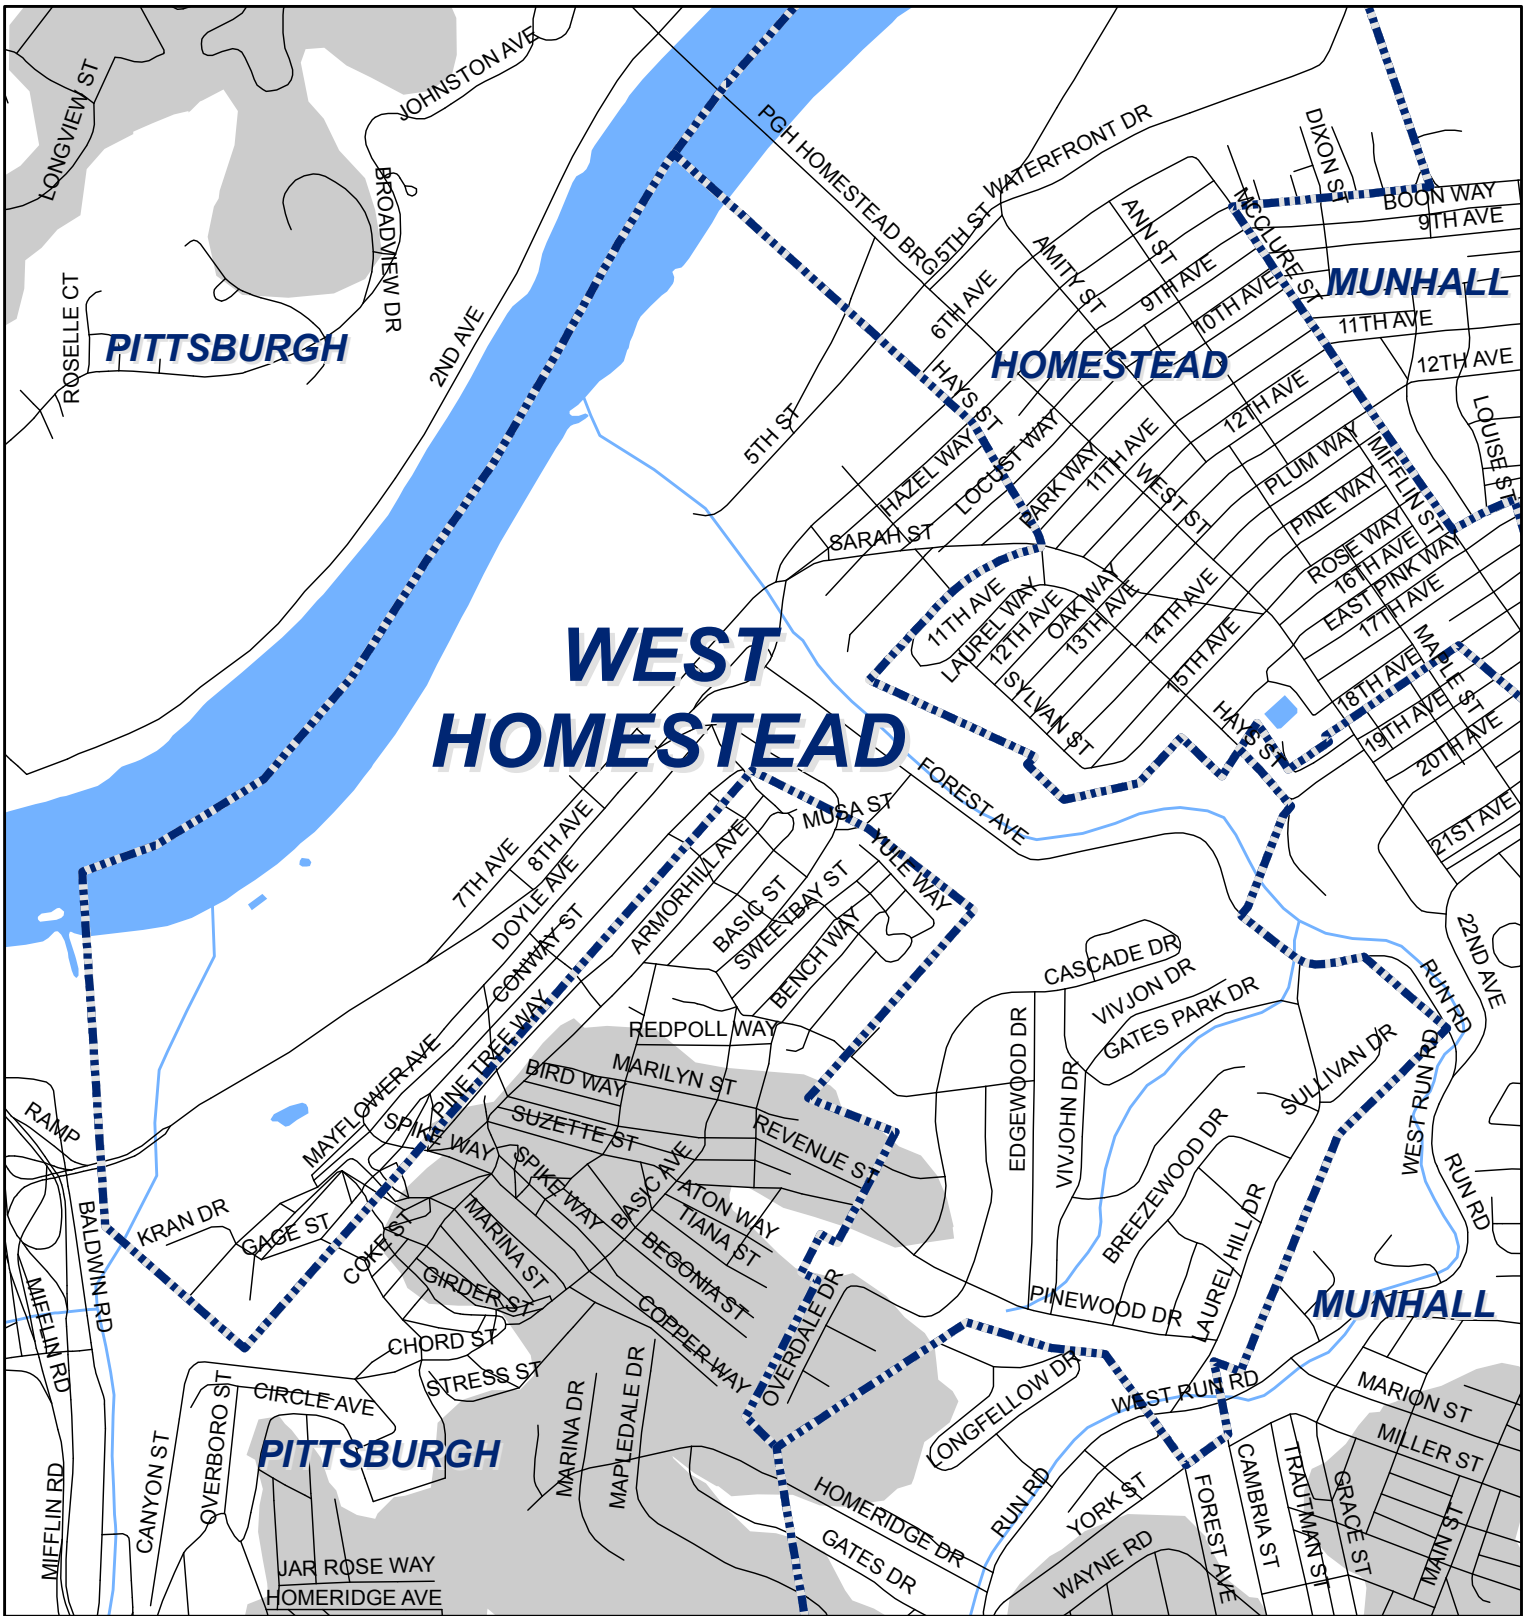 JOHNSTON AVE
LONGVIEW ST
BROADVIEW DR
ROSELLE CT
PITTSBURGH
2ND AVE
PGH HOMESTEAD BRG
WATERFRONT DR
5TH ST
DIXON ST
BOON WAY
9TH AVE
MCCLURE ST
MUNHALL
ANN ST
AMITY ST
9TH AVE
10TH AVE
11TH AVE
12TH AVE
6TH AVE
HOMESTEAD
HAYS ST
5TH ST
HAZEL WAY
LOCUST WAY
PARK WAY
11TH AVE
12TH AVE
WEST ST
PLUM WAY
PINE WAY
MIFFLIN ST
LOUISE ST
ROSE WAY
16TH AVE
EAST PINK WAY
17TH AVE
SARAH ST
11TH AVE
LAUREL WAY
12TH AVE
OAK WAY
13TH AVE
14TH AVE
15TH AVE
SYLVAN ST
HAYS ST
MAPLE ST
18TH AVE
19TH AVE
20TH AVE
21ST AVE
22ND AVE
WEST
HOMESTEAD
FOREST AVE
MUSA ST
YULE WAY
7TH AVE
8TH AVE
DOYLE AVE
CONWAY ST
ARMORHILL AVE
BASIC ST
SWEETBAY ST
BENCH WAY
PINE TREE WAY
MAYFLOWER AVE
REDPOLL WAY
MARILYN ST
BIRD WAY
SUZETTE ST
REVENUE ST
SPIKE WAY
SPIKE WAY
BASIC AVE
ATON WAY
TIANA ST
BEGONIA ST
COPPER WAY
MARINA ST
GIRDER ST
COKE ST
GAGE ST
KRAN DR
RAMP
BALDWIN RD
MIFFLIN RD
MIFFLIN RD
CHORD ST
STRESS ST
CIRCLE AVE
OVERBORO ST
CANYON ST
PITTSBURGH
JAR ROSE WAY
HOMERIDGE AVE
MARINA DR
MAPLEDALE DR
OVERDALE DR
HOMERIDGE DR
GATES DR
CASCADE DR
VIVJON DR
GATES PARK DR
EDGEWOOD DR
VIVJOHN DR
BREEZEWOOD DR
SULLIVAN DR
RUN RD
WEST RUN RD
RUN RD
LAUREL HILL DR
PINEWOOD DR
MUNHALL
LONGFELLOW DR
WEST RUN RD
RUN RD
YORK ST
WAYNE RD
FOREST AVE
CAMBRIA ST
TRAUTMAN ST
GRACE ST
MARION ST
MILLER ST
MAIN ST